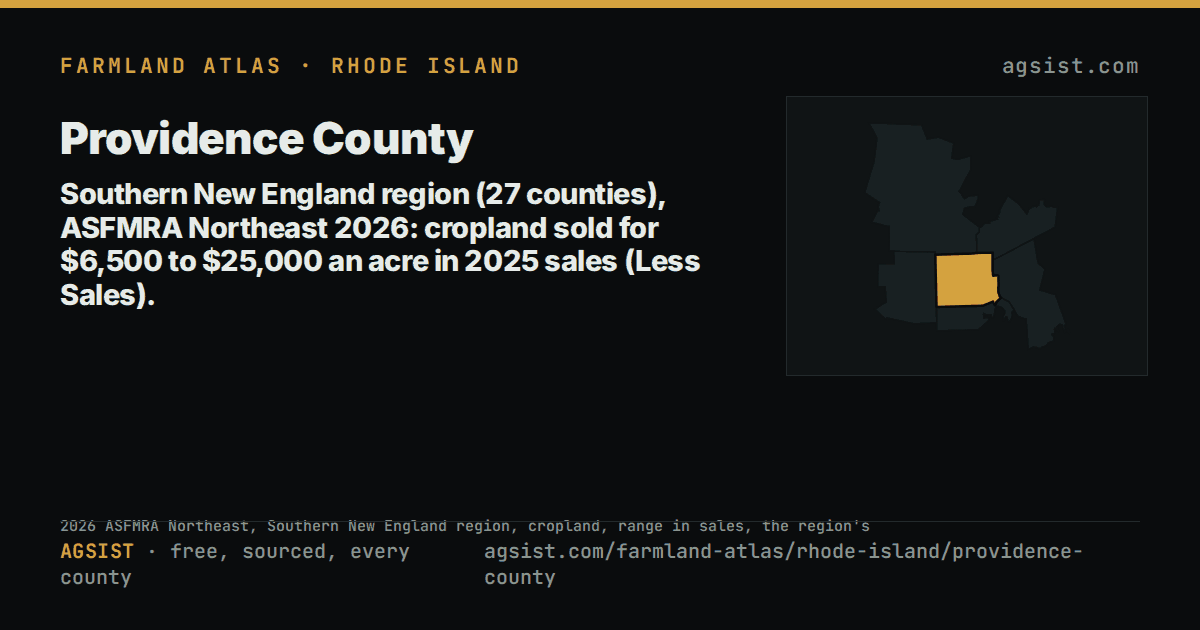 FARMLAND ATLAS · RHODE ISLAND
agsist.com
Providence County
Southern New England region (27 counties),
ASFMRA Northeast 2026: cropland sold for
$6,500 to $25,000 an acre in 2025 sales (Less
Sales).
2026 ASFMRA Northeast, Southern New England region, cropland, range in sales, the region's
AGSIST · free, sourced, every
county
agsist.com/farmland-atlas/rhode-island/providence-
county